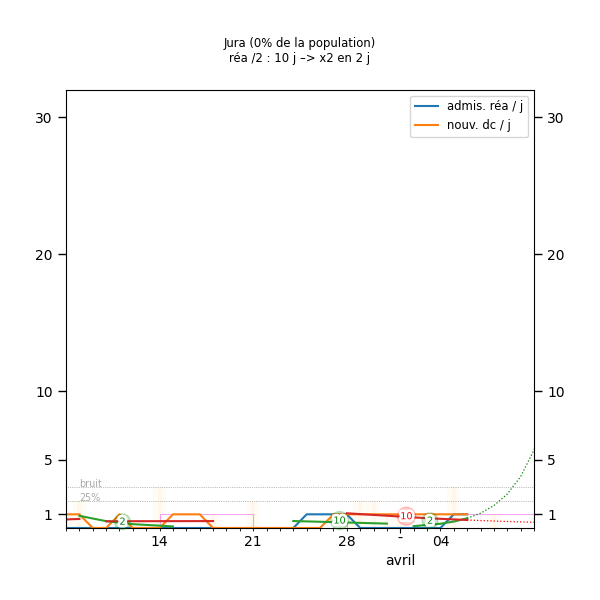 Jura (0% de la population)
réa /2 : 10 j –> x2 en 2 j
admis. réa / j
nouv. dc / j
30 30
20 20
10 10
5 5
bruit
25%
1 2 10 10 2 1
14 21 28 - 04
avril